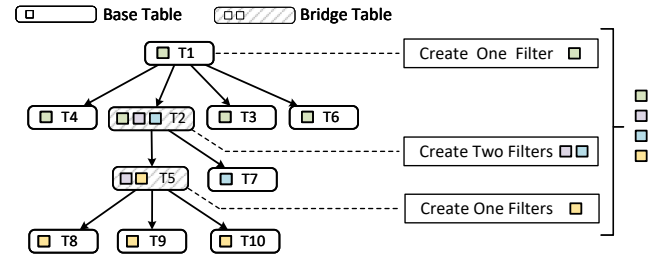 Base Table Bridge Table
T1 Create One Filter
T4 T2 T3 T6
Create Two Filters
T5 T7
Create One Filters
T8 T9 T10